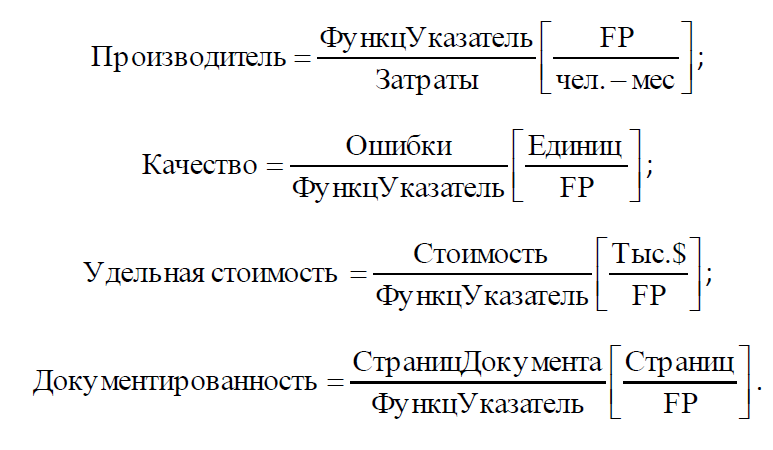 Производитель = ФункцУказатель / Затраты [FP / чел. – мес];
Качество = Ошибки / ФункцУказатель [Единиц / FP];
Удельная стоимость = Стоимость / ФункцУказатель [Тыс.$ / FP];
Документированность = СтраницДокумента / ФункцУказатель [Страниц / FP].